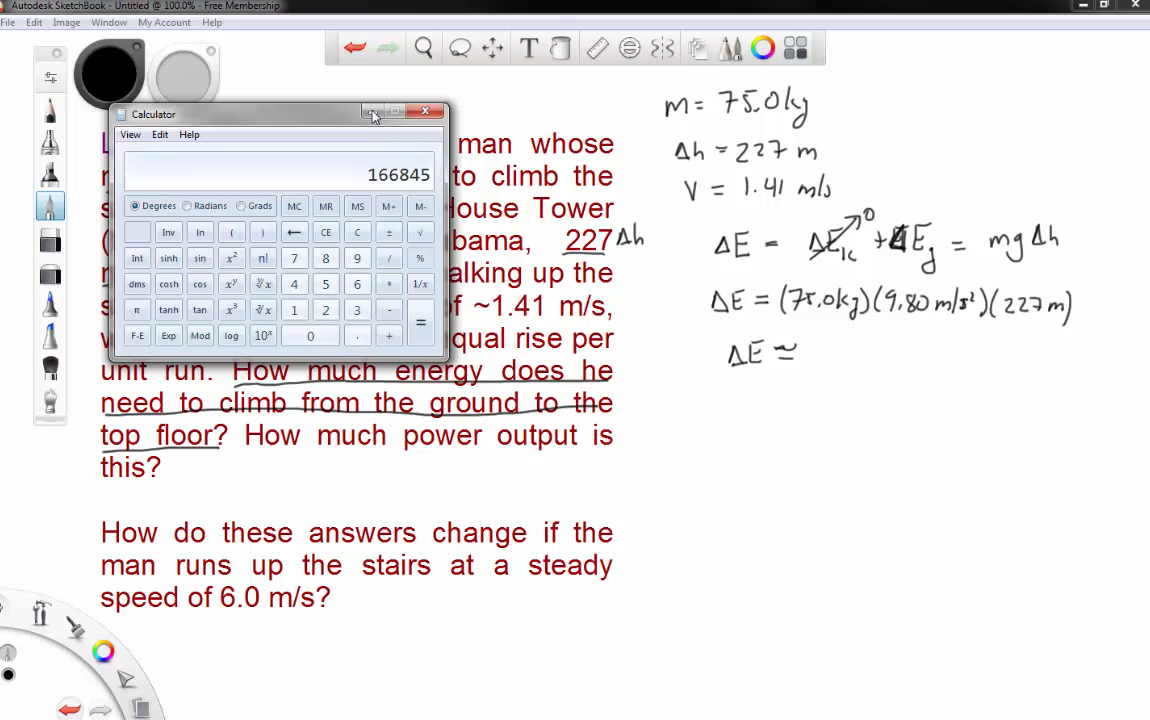 Autodesk SketchBook - Untitled @ 100.0% - Free Membership
File Edit Image Window My Account Help
T
Calculator
View Edit Help
166845
Degrees Radians Grads MC MR MS M+ M-
Inv ln ( ) ← CE C ± √
Int sinh sin x² n! 7 8 9 / %
dms cosh cos xʸ ʸ√x 4 5 6 * 1/x
π tanh tan x³ ³√x 1 2 3 - =
F-E Exp Mod log 10ˣ 0 . +
man whose
to climb the
House Tower
bama, 227 Δh
alking up the
of ~1.41 m/s,
qual rise per
unit run. How much energy does he
need to climb from the ground to the
top floor? How much power output is
this?
How do these answers change if the
man runs up the stairs at a steady
speed of 6.0 m/s?
m = 75.0kg
Δh = 227 m
V = 1.41 m/s
ΔE = ΔEk 0 + ΔEg = mgΔh
ΔE = (75.0kg)(9.80 m/s²)(227m)
ΔE ≈